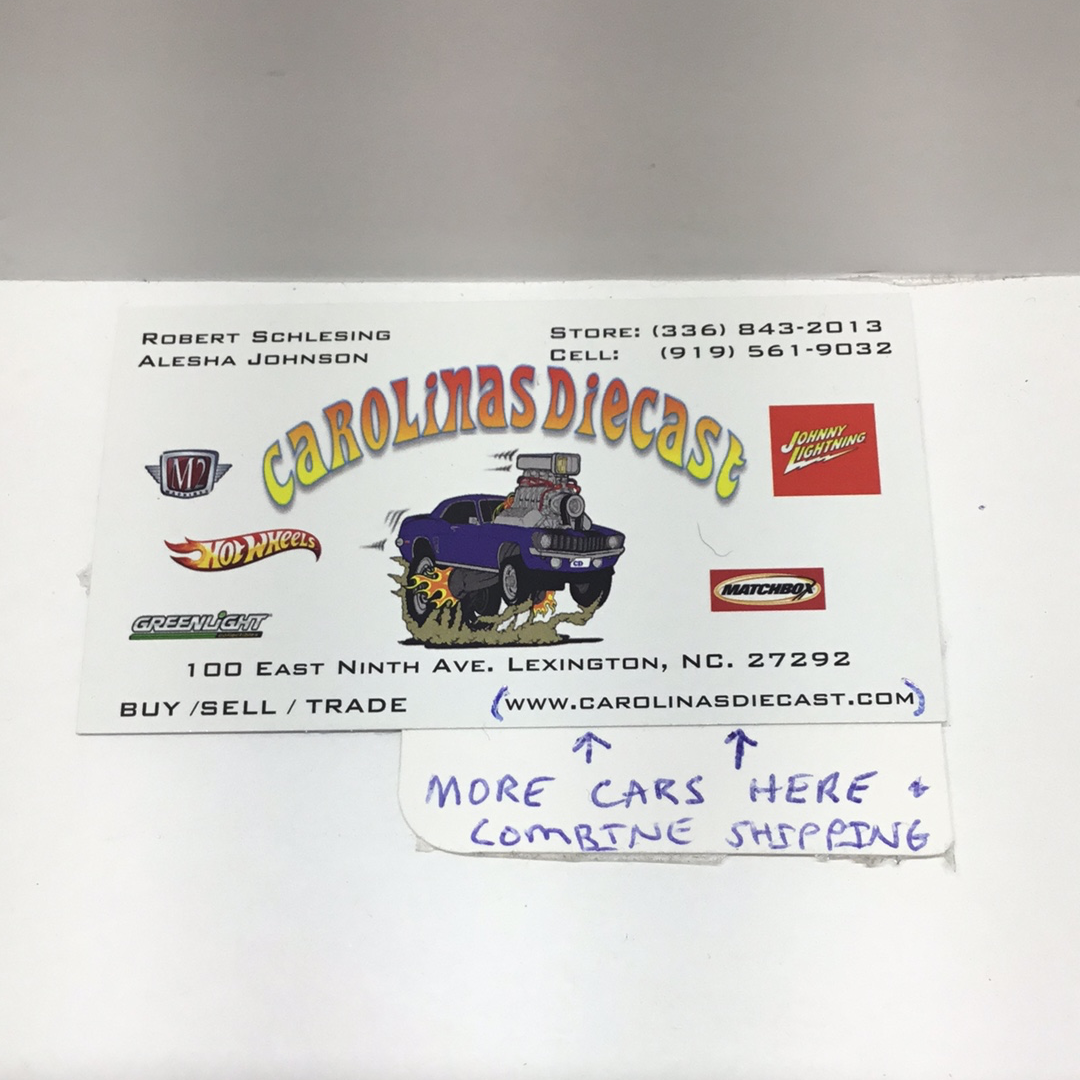 ROBERT SCHLESING
ALESHA JOHNSON
STORE: (336) 843-2013
CELL: (919) 561-9032
CAROLINAS DIECAST
M2
JOHNNY
LIGHTNING
HOT WHEELS
MATCHBOX
GREENLIGHT
CD
100 EAST NINTH AVE. LEXINGTON, NC. 27292
BUY /SELL / TRADE
(WWW.CAROLINASDIECAST.COM)
MORE CARS HERE &
COMBINE SHIPPING